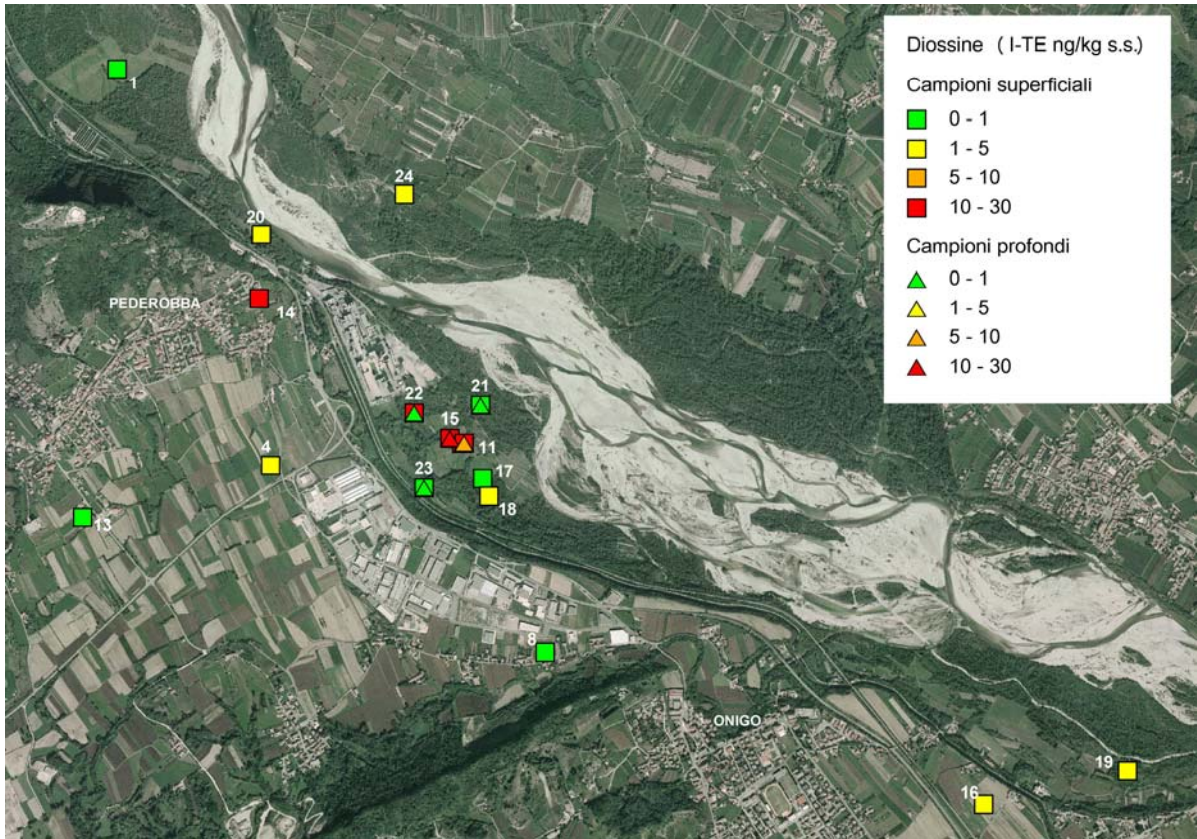 Diossine ( I-TE ng/kg s.s.)
Campioni superficiali
0 - 1
1 - 5
5 - 10
10 - 30
Campioni profondi
0 - 1
1 - 5
5 - 10
10 - 30
1
24
20
PEDEROBBA
14
22
21
15
11
4
17
23
18
13
8
ONIGO
19
16